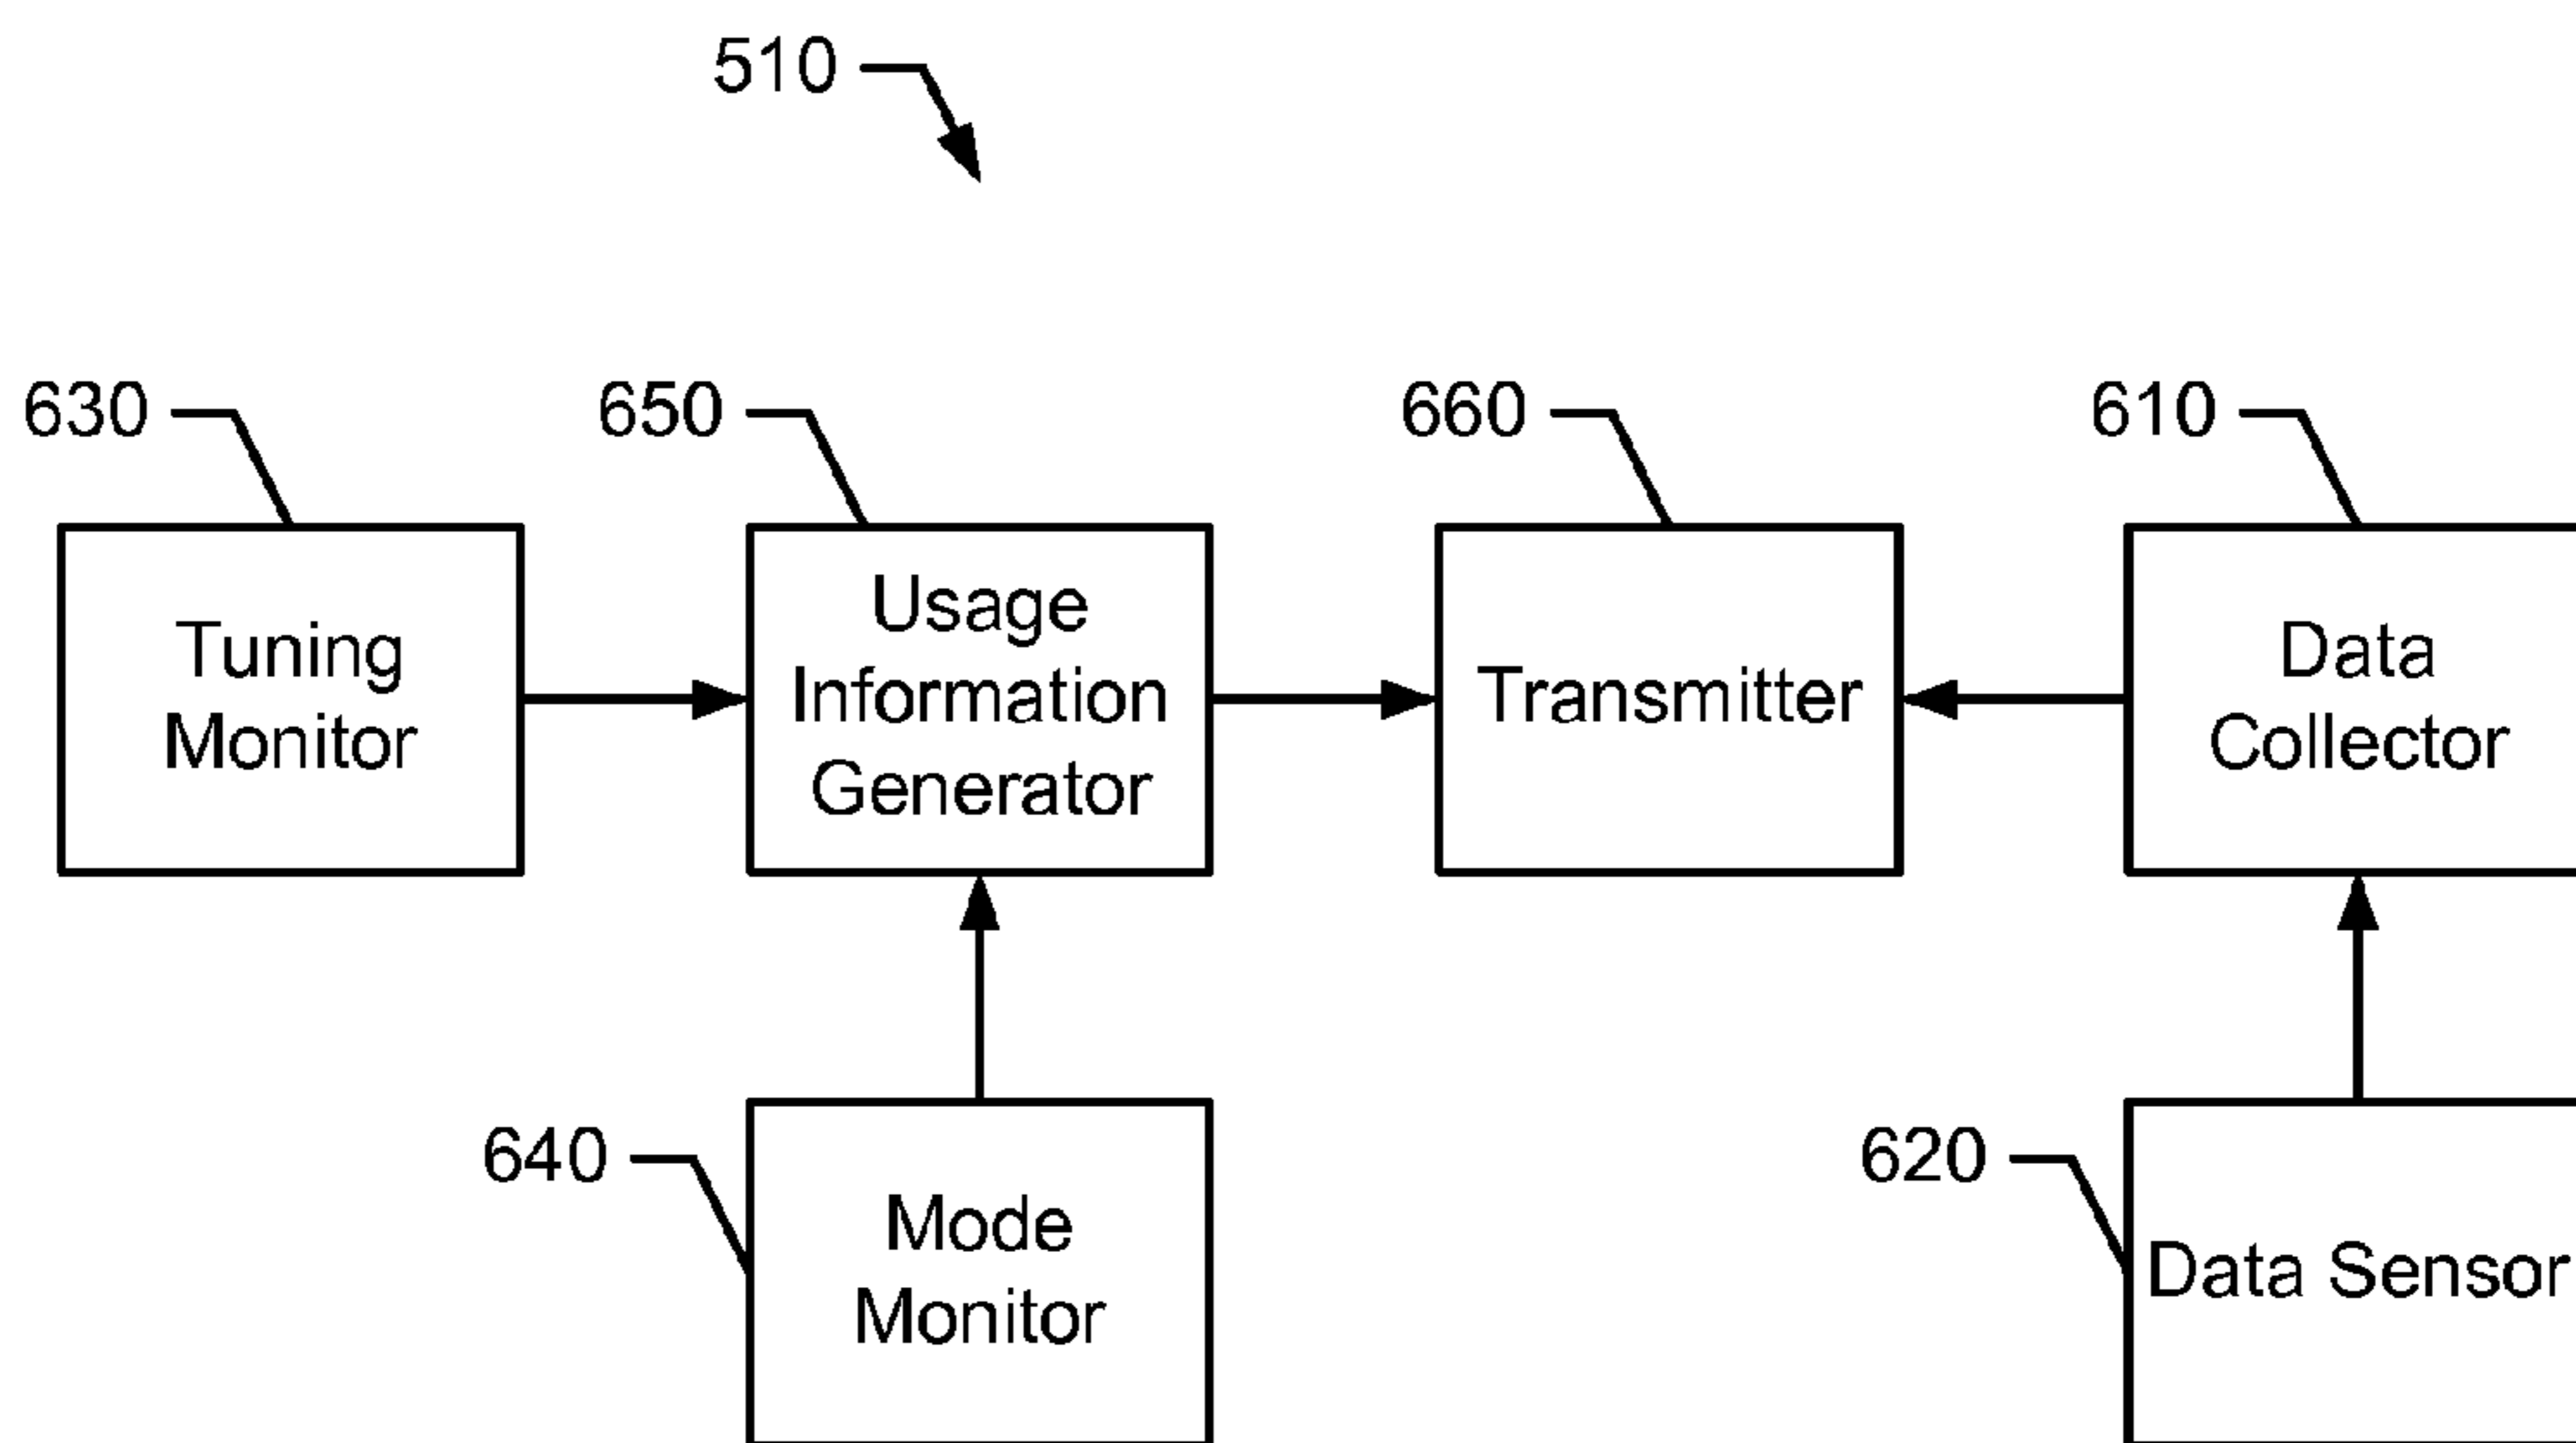 510
630
650
660
610
Tuning
Monitor
Usage
Information
Generator
Transmitter
Data
Collector
640
620
Mode
Monitor
Data Sensor